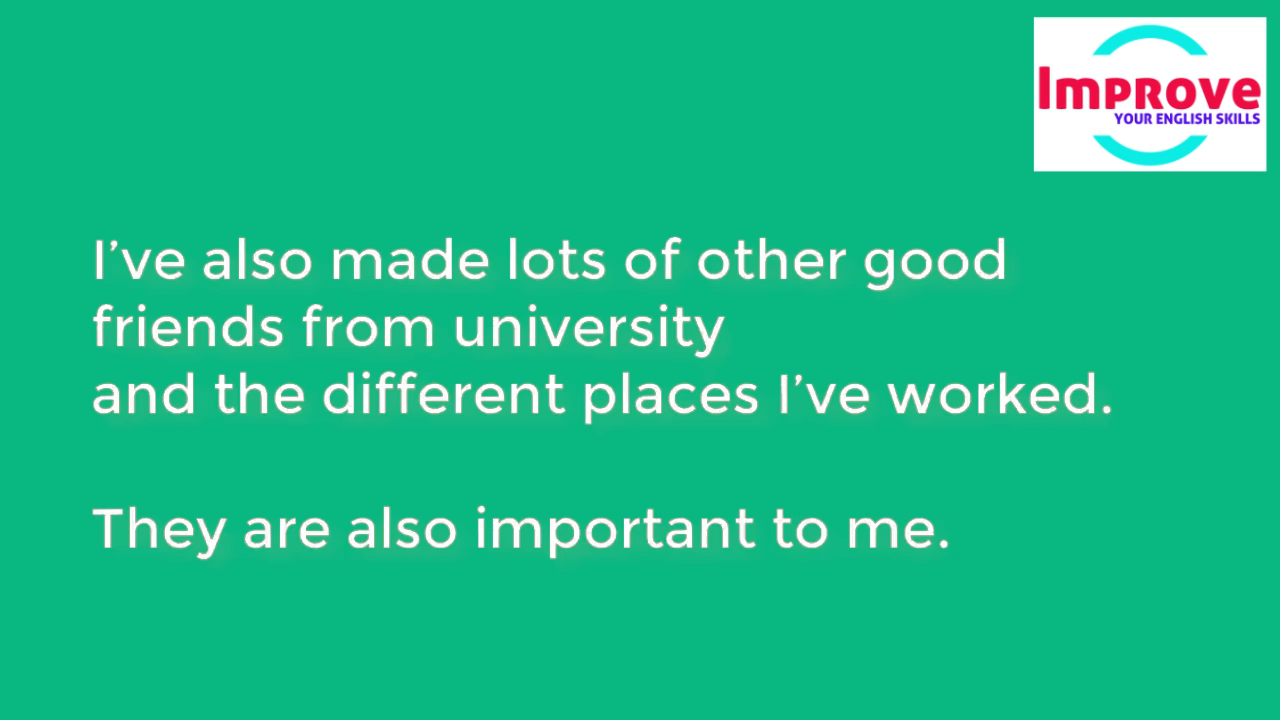 Improve
YOUR ENGLISH SKILLS
I’ve also made lots of other good
friends from university
and the different places I’ve worked.
They are also important to me.